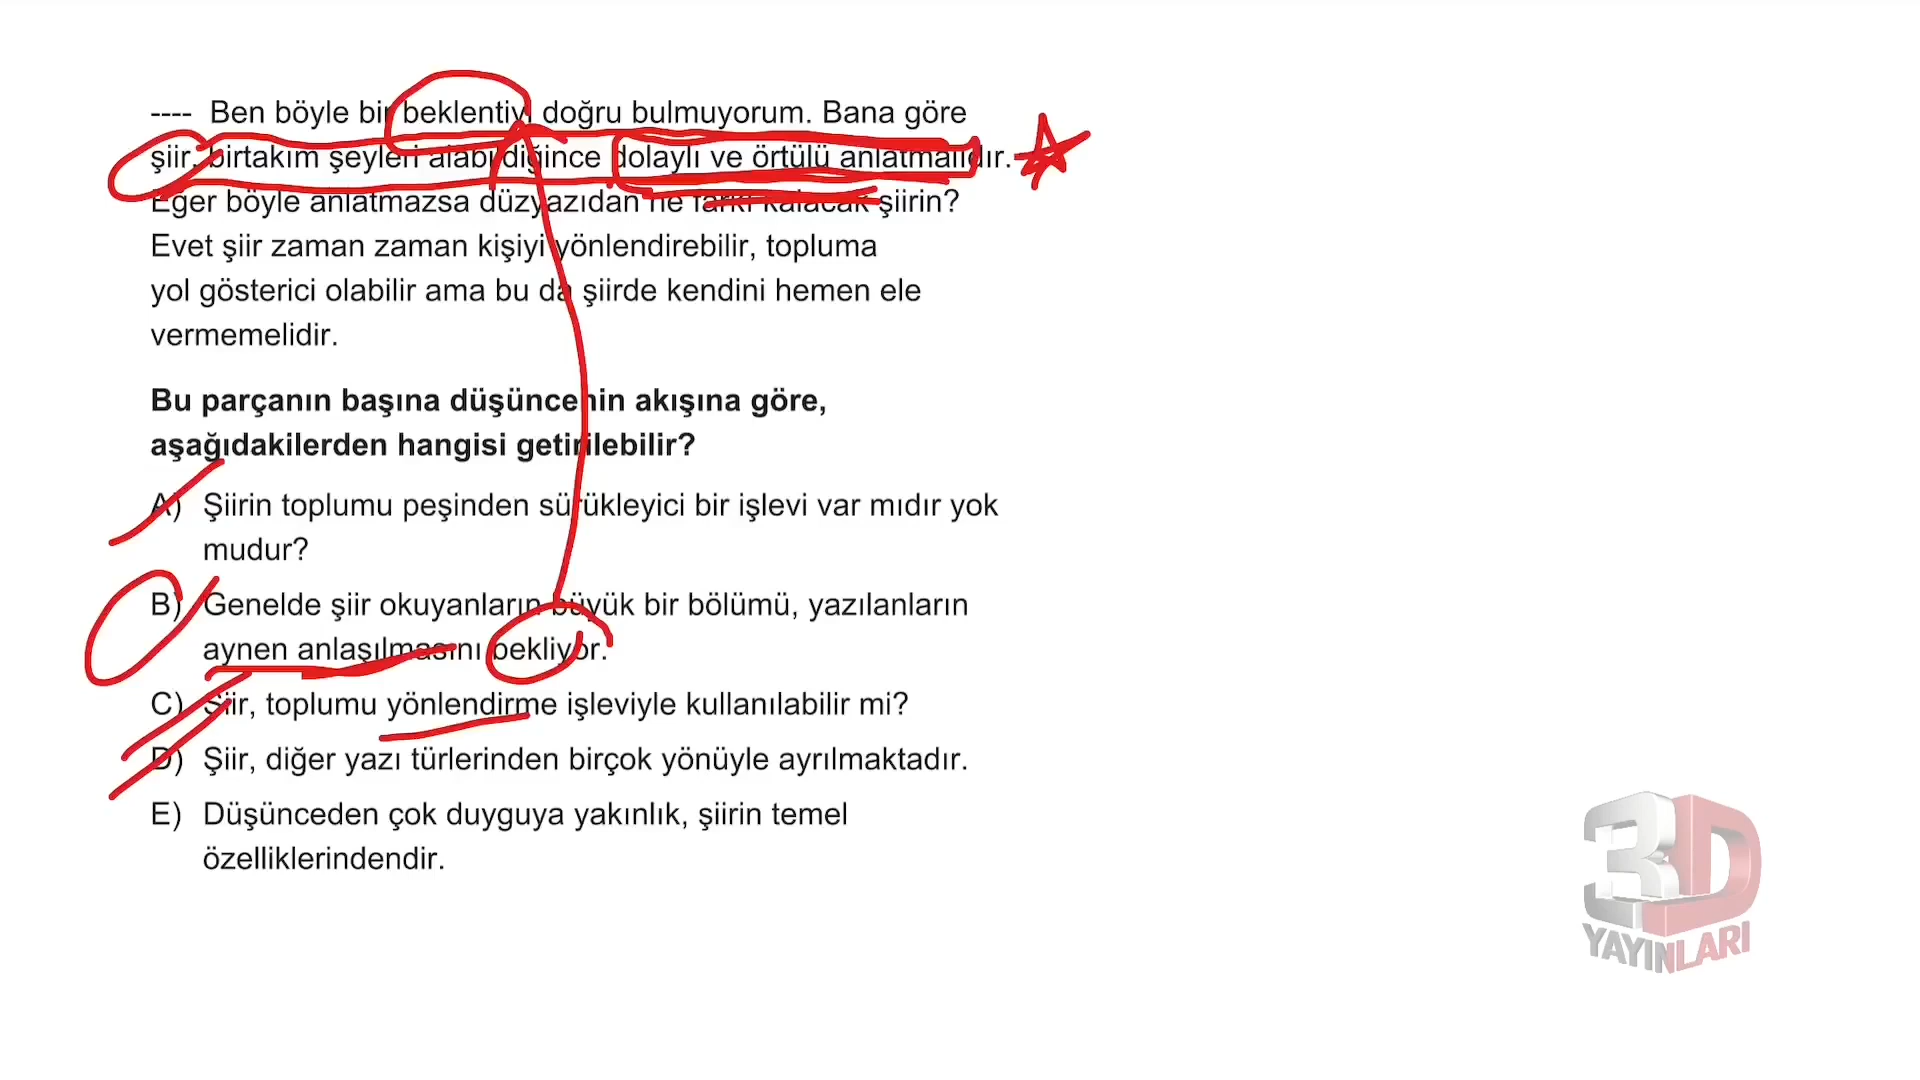 ---- Ben böyle bir beklentiyi doğru bulmuyorum. Bana göre
şiir, birtakım şeyleri alabildiğince dolaylı ve örtülü anlatmalıdır.
Eğer böyle anlatmazsa düzyazıdan ne farkı kalacak şiirin?
Evet şiir zaman zaman kişiyi yönlendirebilir, topluma
yol gösterici olabilir ama bu da şiirde kendini hemen ele
vermemelidir.
Bu parçanın başına düşüncenin akışına göre,
aşağıdakilerden hangisi getirilebilir?
A) Şiirin toplumu peşinden sürükleyici bir işlevi var mıdır yok
mudur?
B) Genelde şiir okuyanların büyük bir bölümü, yazılanların
aynen anlaşılmasını bekliyor.
C) Şiir, toplumu yönlendirme işleviyle kullanılabilir mi?
D) Şiir, diğer yazı türlerinden birçok yönüyle ayrılmaktadır.
E) Düşünceden çok duyguya yakınlık, şiirin temel
özelliklerindendir.
3D
YAYINLARI